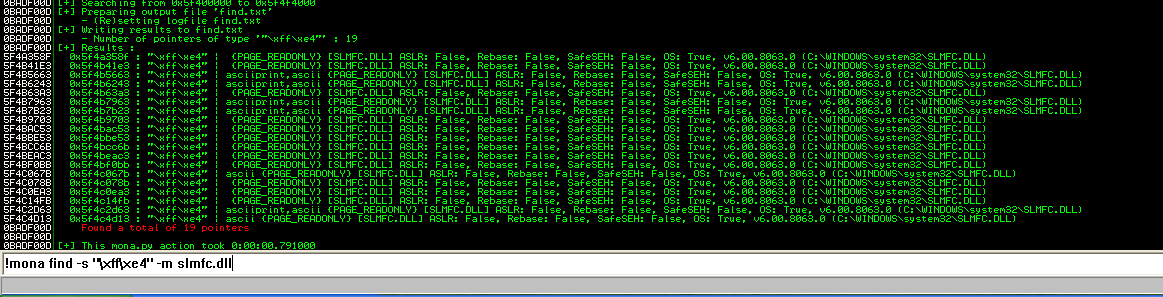 0BADF00D [+] Searching from 0x5f400000 to 0x5f4f4000
0BADF00D [+] Preparing output file 'find.txt'
0BADF00D - (Re)setting logfile find.txt
0BADF00D [+] Writing results to find.txt
0BADF00D - Number of pointers of type '"\xff\xe4"' : 19
0BADF00D [+] Results :
5F4A358F 0x5f4a358f : "\xff\xe4" | {PAGE_READONLY} [SLMFC.DLL] ASLR: False, Rebase: False, SafeSEH: False, OS: True, v6.00.8063.0 (C:\WINDOWS\system32\SLMFC.DLL)
5F4B41E3 0x5f4b41e3 : "\xff\xe4" | {PAGE_READONLY} [SLMFC.DLL] ASLR: False, Rebase: False, SafeSEH: False, OS: True, v6.00.8063.0 (C:\WINDOWS\system32\SLMFC.DLL)
5F4B5663 0x5f4b5663 : "\xff\xe4" | asciiprint,ascii {PAGE_READONLY} [SLMFC.DLL] ASLR: False, Rebase: False, SafeSEH: False, OS: True, v6.00.8063.0 (C:\WINDOWS\system32\SLMFC.DLL)
5F4B6243 0x5f4b6243 : "\xff\xe4" | asciiprint,ascii {PAGE_READONLY} [SLMFC.DLL] ASLR: False, Rebase: False, SafeSEH: False, OS: True, v6.00.8063.0 (C:\WINDOWS\system32\SLMFC.DLL)
5F4B63A3 0x5f4b63a3 : "\xff\xe4" | {PAGE_READONLY} [SLMFC.DLL] ASLR: False, Rebase: False, SafeSEH: False, OS: True, v6.00.8063.0 (C:\WINDOWS\system32\SLMFC.DLL)
5F4B7963 0x5f4b7963 : "\xff\xe4" | asciiprint,ascii {PAGE_READONLY} [SLMFC.DLL] ASLR: False, Rebase: False, SafeSEH: False, OS: True, v6.00.8063.0 (C:\WINDOWS\system32\SLMFC.DLL)
5F4B7B23 0x5f4b7b23 : "\xff\xe4" | asciiprint,ascii {PAGE_READONLY} [SLMFC.DLL] ASLR: False, Rebase: False, SafeSEH: False, OS: True, v6.00.8063.0 (C:\WINDOWS\system32\SLMFC.DLL)
5F4B9703 0x5f4b9703 : "\xff\xe4" | {PAGE_READONLY} [SLMFC.DLL] ASLR: False, Rebase: False, SafeSEH: False, OS: True, v6.00.8063.0 (C:\WINDOWS\system32\SLMFC.DLL)
5F4BAC53 0x5f4bac53 : "\xff\xe4" | {PAGE_READONLY} [SLMFC.DLL] ASLR: False, Rebase: False, SafeSEH: False, OS: True, v6.00.8063.0 (C:\WINDOWS\system32\SLMFC.DLL)
5F4BBE53 0x5f4bbe53 : "\xff\xe4" | {PAGE_READONLY} [SLMFC.DLL] ASLR: False, Rebase: False, SafeSEH: False, OS: True, v6.00.8063.0 (C:\WINDOWS\system32\SLMFC.DLL)
5F4BCC6B 0x5f4bcc6b : "\xff\xe4" | {PAGE_READONLY} [SLMFC.DLL] ASLR: False, Rebase: False, SafeSEH: False, OS: True, v6.00.8063.0 (C:\WINDOWS\system32\SLMFC.DLL)
5F4BEAC3 0x5f4beac3 : "\xff\xe4" | {PAGE_READONLY} [SLMFC.DLL] ASLR: False, Rebase: False, SafeSEH: False, OS: True, v6.00.8063.0 (C:\WINDOWS\system32\SLMFC.DLL)
5F4BF0BB 0x5f4bf0bb : "\xff\xe4" | {PAGE_READONLY} [SLMFC.DLL] ASLR: False, Rebase: False, SafeSEH: False, OS: True, v6.00.8063.0 (C:\WINDOWS\system32\SLMFC.DLL)
5F4C067B 0x5f4c067b : "\xff\xe4" | ascii {PAGE_READONLY} [SLMFC.DLL] ASLR: False, Rebase: False, SafeSEH: False, OS: True, v6.00.8063.0 (C:\WINDOWS\system32\SLMFC.DLL)
5F4C078B 0x5f4c078b : "\xff\xe4" | {PAGE_READONLY} [SLMFC.DLL] ASLR: False, Rebase: False, SafeSEH: False, OS: True, v6.00.8063.0 (C:\WINDOWS\system32\SLMFC.DLL)
5F4C0EA3 0x5f4c0ea3 : "\xff\xe4" | {PAGE_READONLY} [SLMFC.DLL] ASLR: False, Rebase: False, SafeSEH: False, OS: True, v6.00.8063.0 (C:\WINDOWS\system32\SLMFC.DLL)
5F4C14FB 0x5f4c14fb : "\xff\xe4" | {PAGE_READONLY} [SLMFC.DLL] ASLR: False, Rebase: False, SafeSEH: False, OS: True, v6.00.8063.0 (C:\WINDOWS\system32\SLMFC.DLL)
5F4C2D63 0x5f4c2d63 : "\xff\xe4" | asciiprint,ascii {PAGE_READONLY} [SLMFC.DLL] ASLR: False, Rebase: False, SafeSEH: False, OS: True, v6.00.8063.0 (C:\WINDOWS\system32\SLMFC.DLL)
5F4C4D13 0x5f4c4d13 : "\xff\xe4" | ascii {PAGE_READONLY} [SLMFC.DLL] ASLR: False, Rebase: False, SafeSEH: False, OS: True, v6.00.8063.0 (C:\WINDOWS\system32\SLMFC.DLL)
0BADF00D Found a total of 19 pointers
0BADF00D
0BADF00D [+] This mona.py action took 0:00:00.791000
!mona find -s "\xff\xe4" -m slmfc.dll